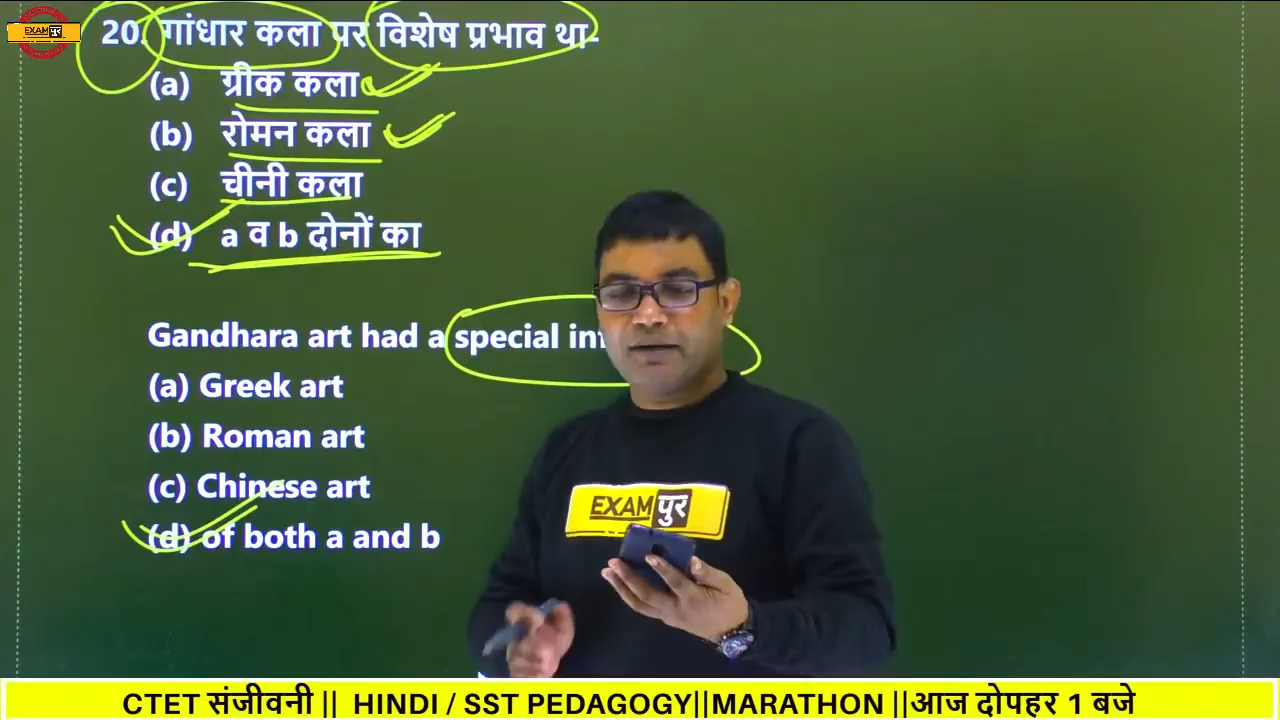 EXAMपुर
20. गांधार कला पर विशेष प्रभाव था-
(a) ग्रीक कला
(b) रोमन कला
(c) चीनी कला
(d) a व b दोनों का
Gandhara art had a special
(a) Greek art
(b) Roman art
(c) Chinese art
(d) of both a and b
EXAMपुर
CTET संजीवनी || HINDI / SST PEDAGOGY||MARATHON ||आज दोपहर 1 बजे